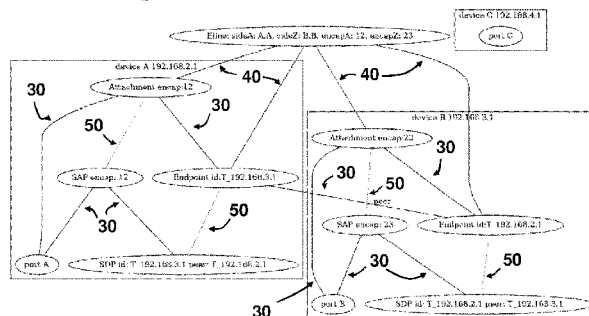 device C 192.168.4.1
port C
Eline: sideA: A.A, sideZ: B.B, encapA: 12, encapZ: 23
device A 192.168.2.1
40
40
Attachment encap:12
30
30
50
device B 192.168.3.1
Attachment encap:23
30
30
50
SAP encap: 12
Endpoint id:T_192.168.3.1
peer
30
50
SAP encap: 23
Endpoint id:T_192.168.2.1
port A
SDP id: T_192.168.3.1 peer: T_192.168.2.1
30
50
30
port B
SDP id: T_192.168.2.1 peer: T_192.168.3.1